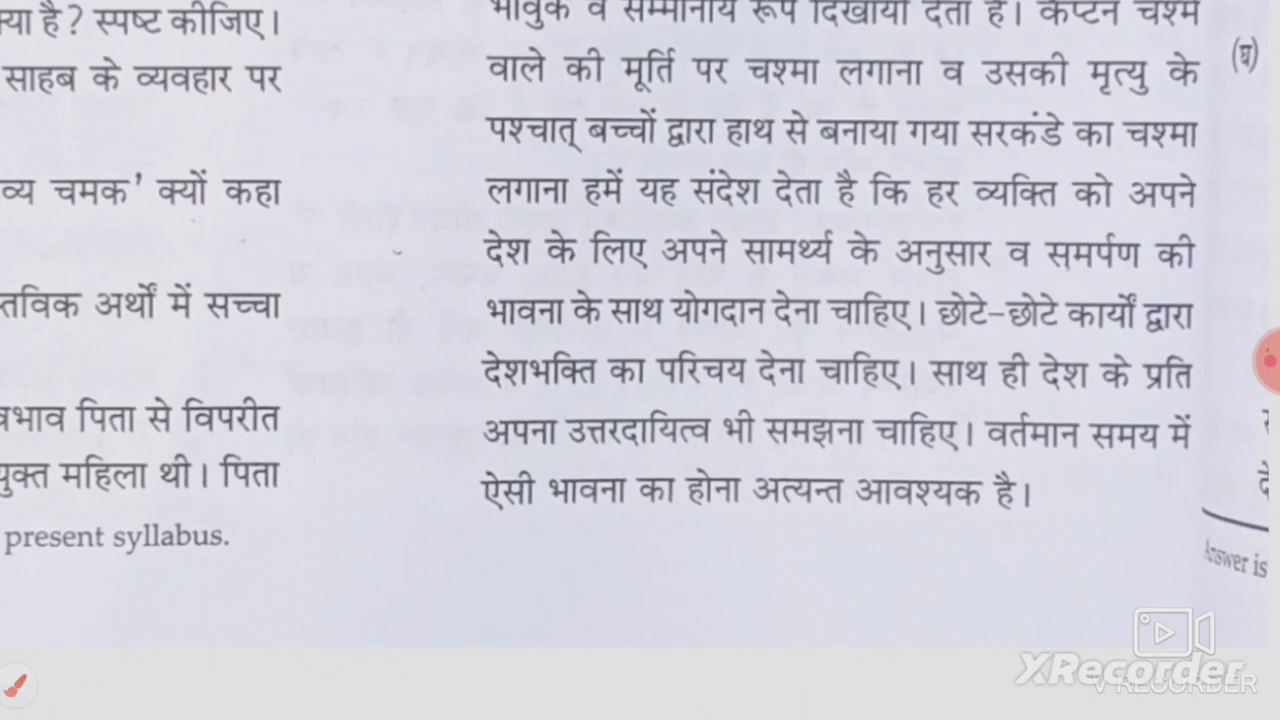 क्या है? स्पष्ट कीजिए।
साहब के व्यवहार पर
व्य चमक' क्यों कहा
स्तविक अर्थों में सच्चा
वभाव पिता से विपरीत
युक्त महिला थी। पिता
present syllabus.
भावुक व सम्मानीय रूप दिखायी देता है। कैप्टन चश्मे
वाले की मूर्ति पर चश्मा लगाना व उसकी मृत्यु के
पश्चात् बच्चों द्वारा हाथ से बनाया गया सरकंडे का चश्मा
लगाना हमें यह संदेश देता है कि हर व्यक्ति को अपने
देश के लिए अपने सामर्थ्य के अनुसार व समर्पण की
भावना के साथ योगदान देना चाहिए। छोटे-छोटे कार्यों द्वारा
देशभक्ति का परिचय देना चाहिए। साथ ही देश के प्रति
अपना उत्तरदायित्व भी समझना चाहिए। वर्तमान समय में
ऐसी भावना का होना अत्यन्त आवश्यक है।
(घ)
Answer is
XRecorder
V RECORDER